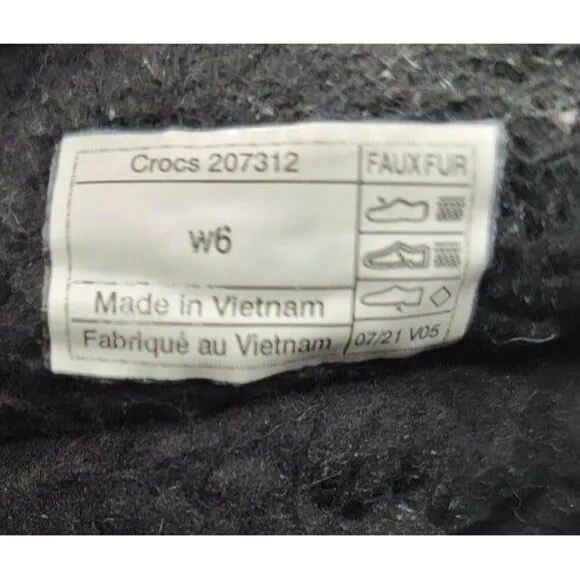 Crocs 207312
FAUX FUR
W6
Made in Vietnam
Fabriqué au Vietnam
07/21 V05